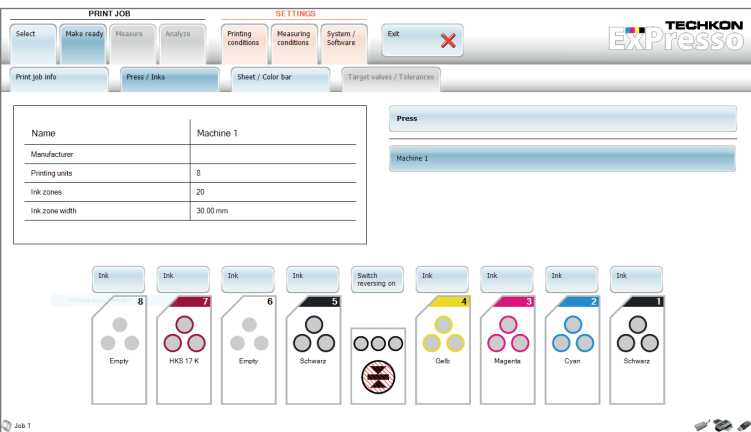 PRINT JOB
SETTINGS
Select
Make ready
Measure
Analyze
Printing
conditions
Measuring
conditions
System /
Software
Exit
TECHKON
ExPresso
Print job info
Press / Inks
Sheet / Color bar
Target values / Tolerances
Name Machine 1
Manufacturer
Printing units 8
Ink zones 20
Ink zone width 30.00 mm
Press
Machine 1
Ink
Ink
Ink
Ink
Switch
reversing on
Ink
Ink
Ink
Ink
8
7
6
5
4
3
2
1
Empty
HKS 17 K
Empty
Schwarz
Gelb
Magenta
Cyan
Schwarz
Job 1